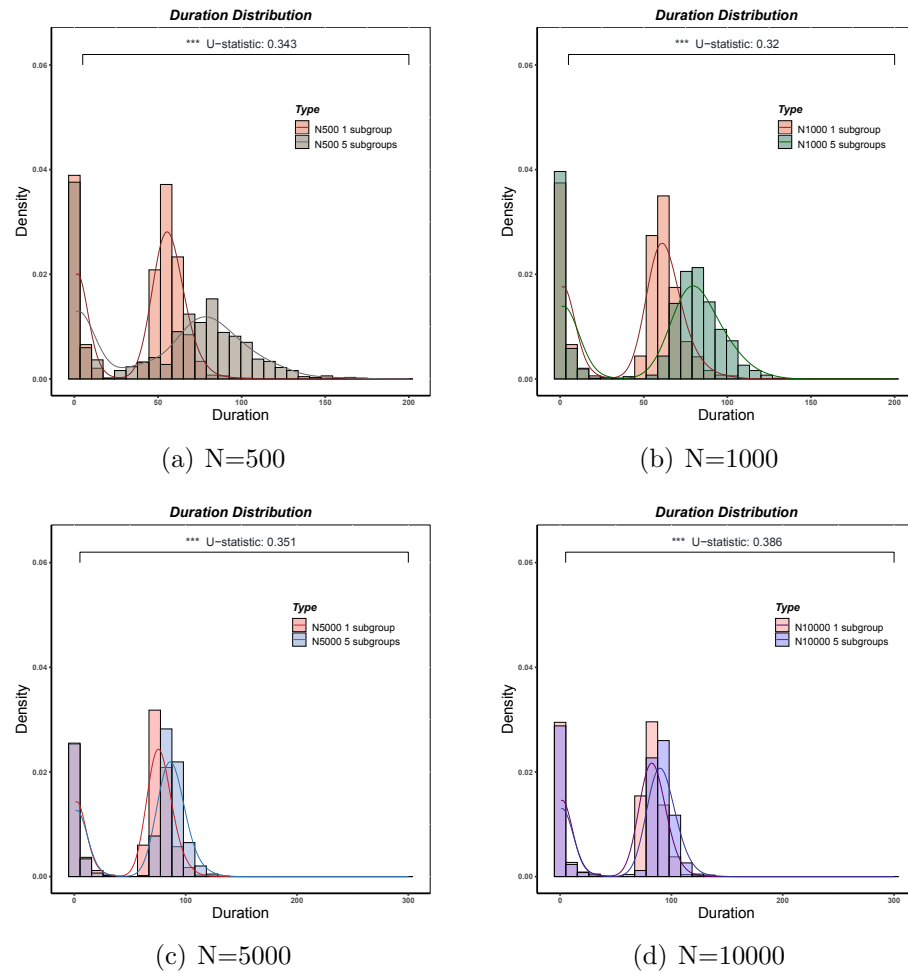 Duration Distribution
*** U−statistic: 0.343
0.06
Type
N500 1 subgroup
N500 5 subgroups
0.04
Density
0.02
0.00
0 50 100 150 200
Duration
(a) N=500
Duration Distribution
*** U−statistic: 0.32
0.06
Type
N1000 1 subgroup
N1000 5 subgroups
0.04
Density
0.02
0.00
0 50 100 150 200
Duration
(b) N=1000
Duration Distribution
*** U−statistic: 0.351
0.06
Type
N5000 1 subgroup
N5000 5 subgroups
0.04
Density
0.02
0.00
0 100 200 300
Duration
(c) N=5000
Duration Distribution
*** U−statistic: 0.386
0.06
Type
N10000 1 subgroup
N10000 5 subgroups
0.04
Density
0.02
0.00
0 100 200 300
Duration
(d) N=10000